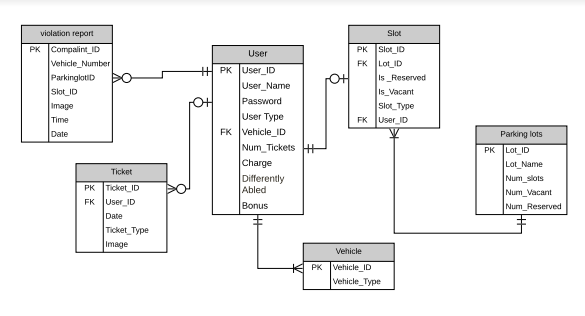 violation report
PK Compalint_ID
Vehicle_Number
ParkinglotID
Slot_ID
Image
Time
Date
User
PK User_ID
User_Name
Password
User Type
FK Vehicle_ID
Num_Tickets
Charge
Differently
Abled
Bonus
Slot
PK Slot_ID
FK Lot_ID
Is _Reserved
Is_Vacant
Slot_Type
FK User_ID
Parking lots
PK Lot_ID
Lot_Name
Num_slots
Num_Vacant
Num_Reserved
Ticket
PK Ticket_ID
FK User_ID
Date
Ticket_Type
Image
Vehicle
PK Vehicle_ID
Vehicle_Type